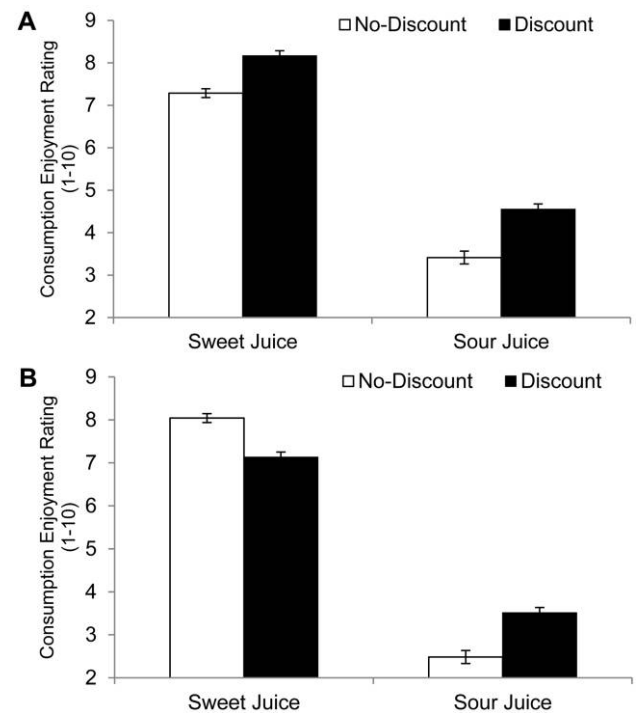 A
No-Discount Discount
Consumption Enjoyment Rating
(1-10)
9
8
7
6
5
4
3
2
Sweet Juice Sour Juice
B
No-Discount Discount
Consumption Enjoyment Rating
(1-10)
9
8
7
6
5
4
3
2
Sweet Juice Sour Juice